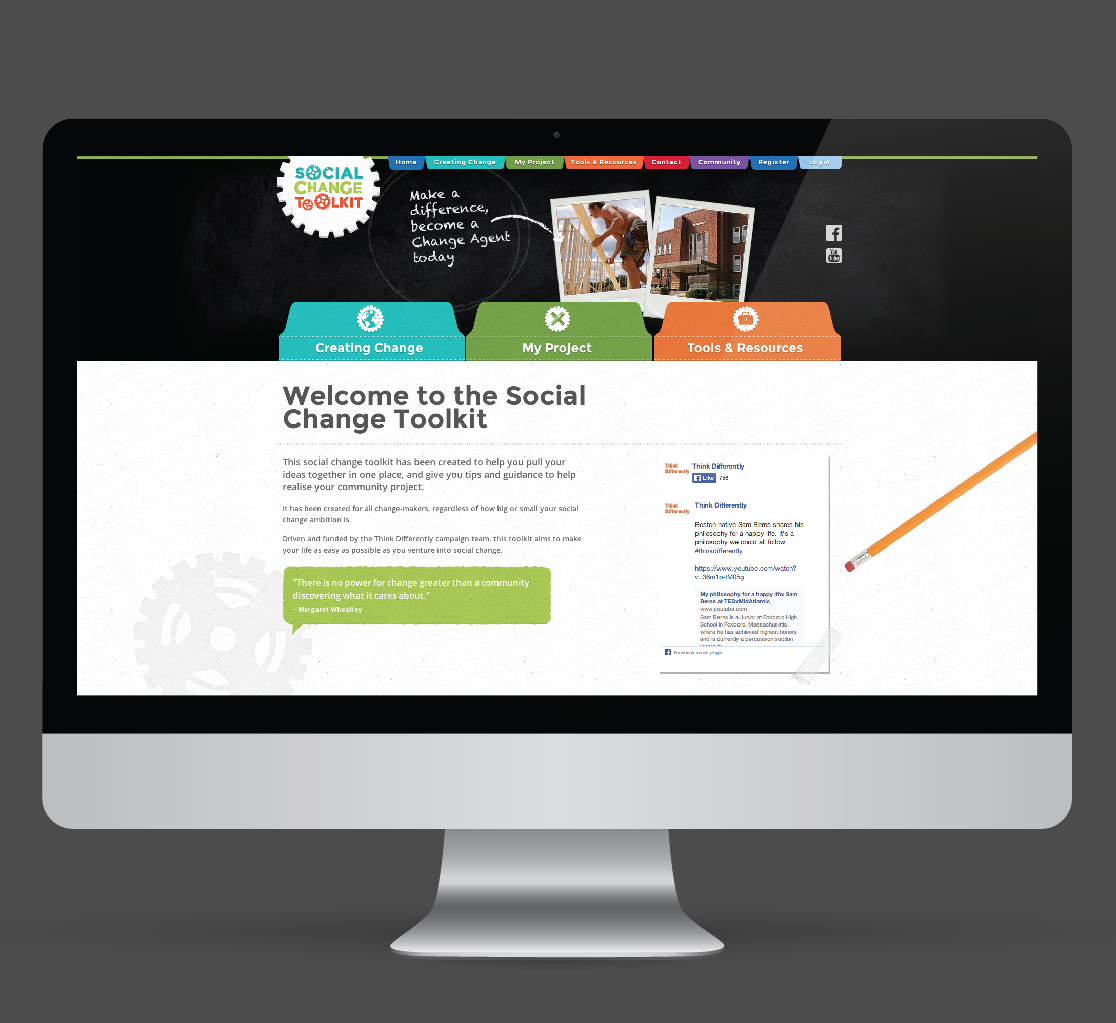 Home Creating Change My Project Tools & Resources Contact Community Register Login
SOCIAL
CHANGE
TOOLKIT
Make a
difference,
become a
Change Agent
today
You
Tube
Creating Change
My Project
Tools & Resources
Welcome to the Social
Change Toolkit
This social change toolkit has been created to help you pull your
ideas together in one place, and give you tips and guidance to help
realise your community project.
It has been created for all change-makers, regardless of how big or small your social
change ambition is.
Driven and funded by the Think Differently campaign team, this toolkit aims to make
your life as easy as possible as you venture into social change.
"There is no power for change greater than a community
discovering what it cares about."
- Margaret Wheatley
Think
Differently
Think Differently
Like 756
Think
Differently
Think Differently
Boston native Sam Berns shares his
philosophy for a happy life. It's a
philosophy we could all follow
#thinkdifferently
https://www.youtube.com/watch?
v=36m1o-tM05g
My philosophy for a happy life: Sam
Berns at TEDxMidAtlantic
www.youtube.com
Sam Berns is a Junior at Foxboro High
School in Foxboro, Massachusetts,
where he has achieved highest honors
and is currently a percussion section
Facebook social plugin